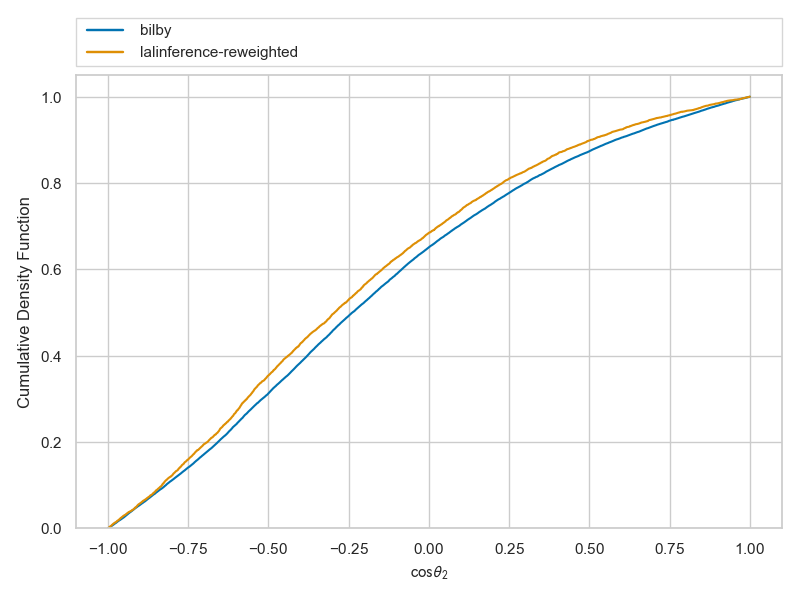 bilby
lalinference-reweighted
1.0
0.8
0.6
0.4
0.2
0.0
Cumulative Density Function
−1.00 −0.75 −0.50 −0.25 0.00 0.25 0.50 0.75 1.00
cosθ₂